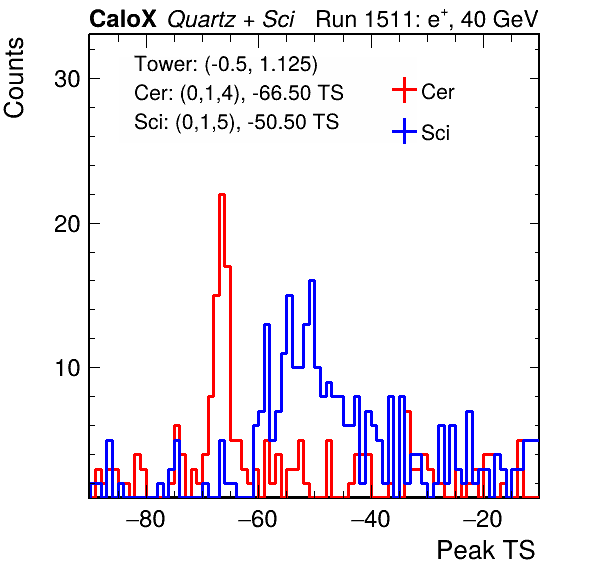 CaloX Quartz + Sci Run 1511: e+, 40 GeV
Counts
Tower: (-0.5, 1.125)
Cer: (0,1,4), -66.50 TS
Sci: (0,1,5), -50.50 TS
Cer
Sci
30
20
10
−80 −60 −40 −20
Peak TS